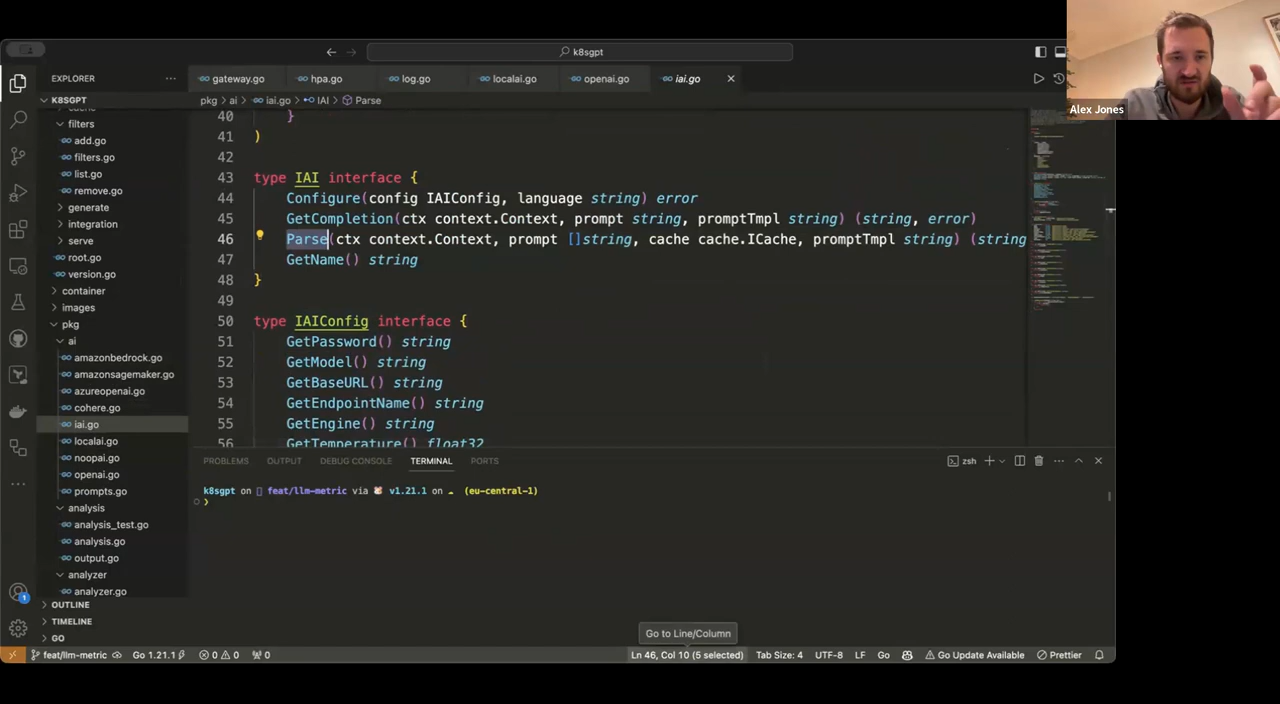 k8sgpt
Alex Jones
EXPLORER
gateway.go
hpa.go
log.go
localai.go
openai.go
iai.go
K8SGPT
pkg > ai > iai.go > IAI > Parse
filters
add.go
filters.go
list.go
remove.go
generate
integration
serve
root.go
version.go
container
images
pkg
ai
amazonbedrock.go
amazonsagemaker.go
azureopenai.go
cohere.go
iai.go
localai.go
noopai.go
openai.go
prompts.go
analysis
analysis_test.go
analysis.go
output.go
analyzer
analyzer.go
OUTLINE
TIMELINE
GO
40 }
41 )
42
43 type IAI interface {
44 Configure(config IAIConfig, language string) error
45 GetCompletion(ctx context.Context, prompt string, promptTmpl string) (string, error)
46 Parse(ctx context.Context, prompt []string, cache cache.ICache, promptTmpl string) (string
47 GetName() string
48 }
49
50 type IAIConfig interface {
51 GetPassword() string
52 GetModel() string
53 GetBaseURL() string
54 GetEndpointName() string
55 GetEngine() string
56 GetTemperature() float32
PROBLEMS OUTPUT DEBUG CONSOLE TERMINAL PORTS
zsh
k8sgpt on feat/llm-metric via v1.21.1 on (eu-central-1)
Go to Line/Column
1
feat/llm-metric Go 1.21.1 0 0 0 Ln 46, Col 10 (5 selected) Tab Size: 4 UTF-8 LF Go Go Update Available Prettier